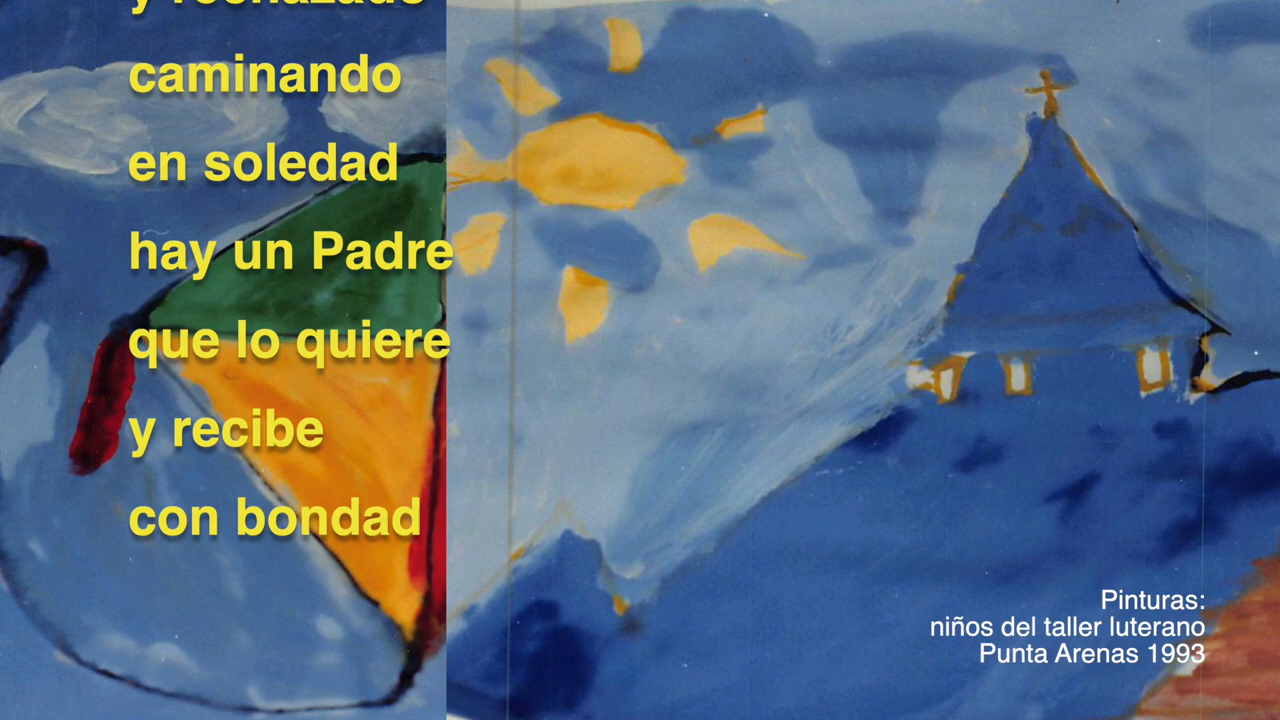 y rechazado
caminando
en soledad
hay un Padre
que lo quiere
y recibe
con bondad
Pinturas:
niños del taller luterano
Punta Arenas 1993